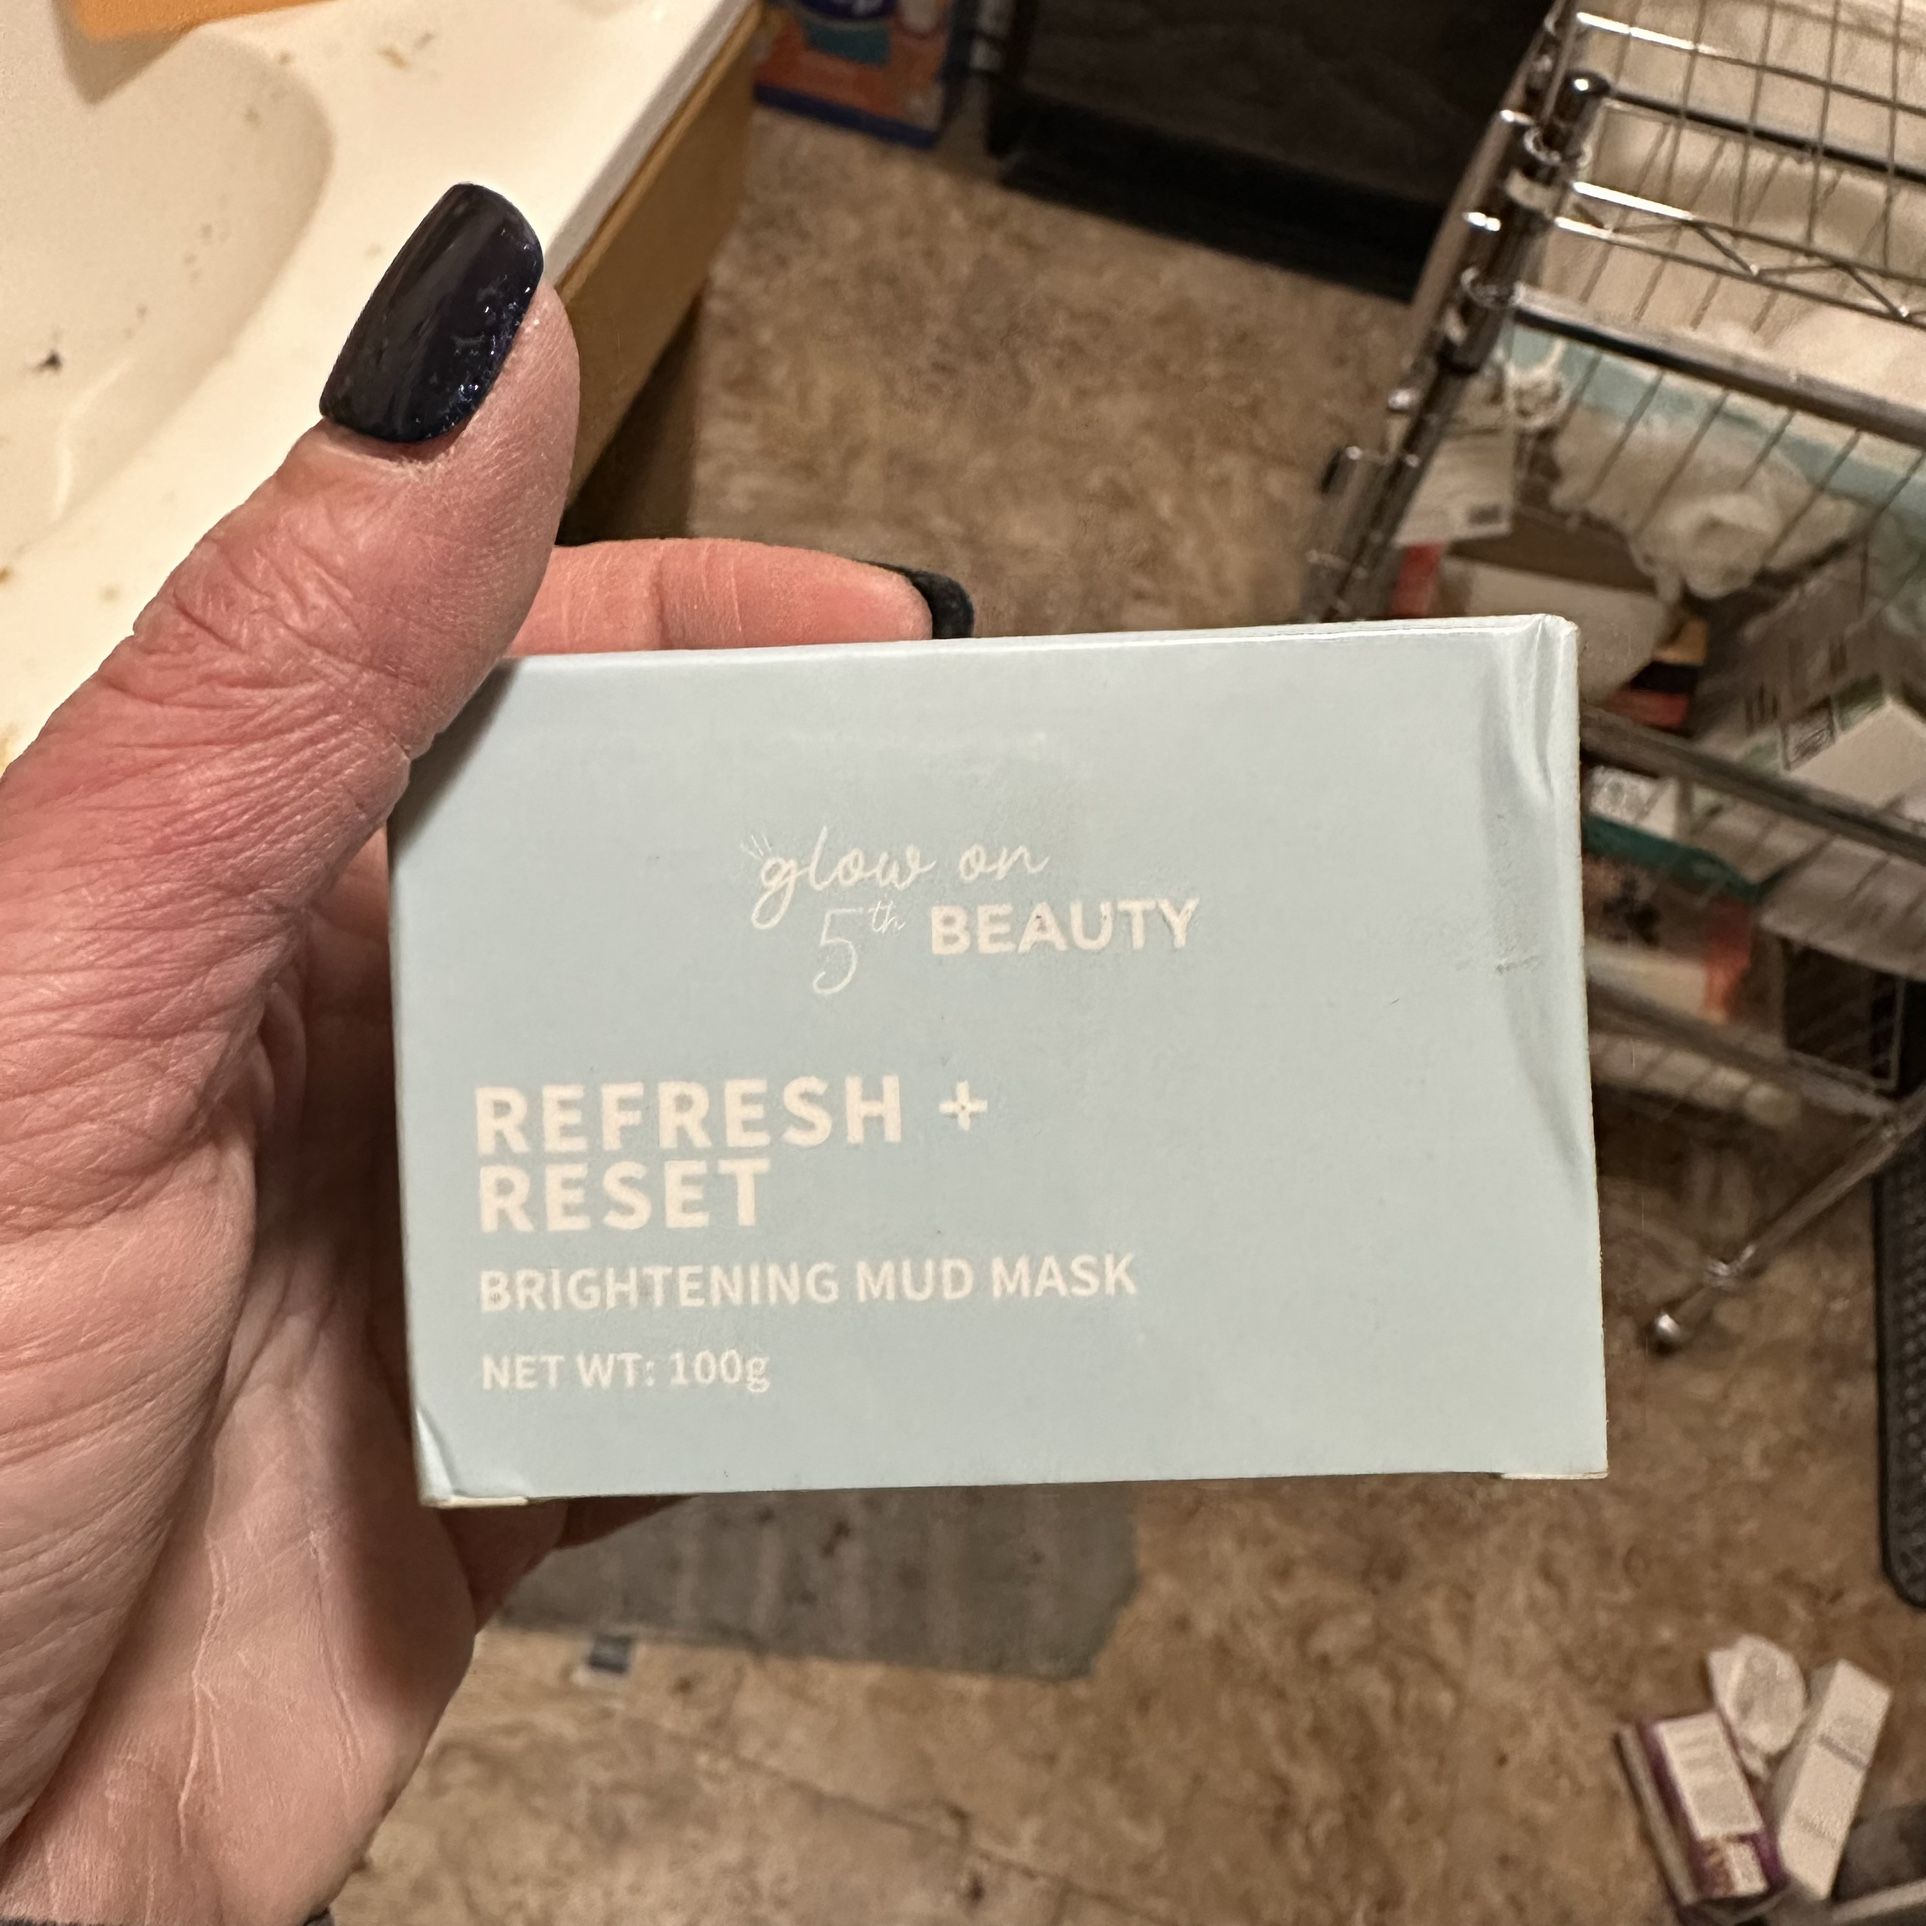 glow on
5th BEAUTY
REFRESH +
RESET
BRIGHTENING MUD MASK
NET WT: 100g